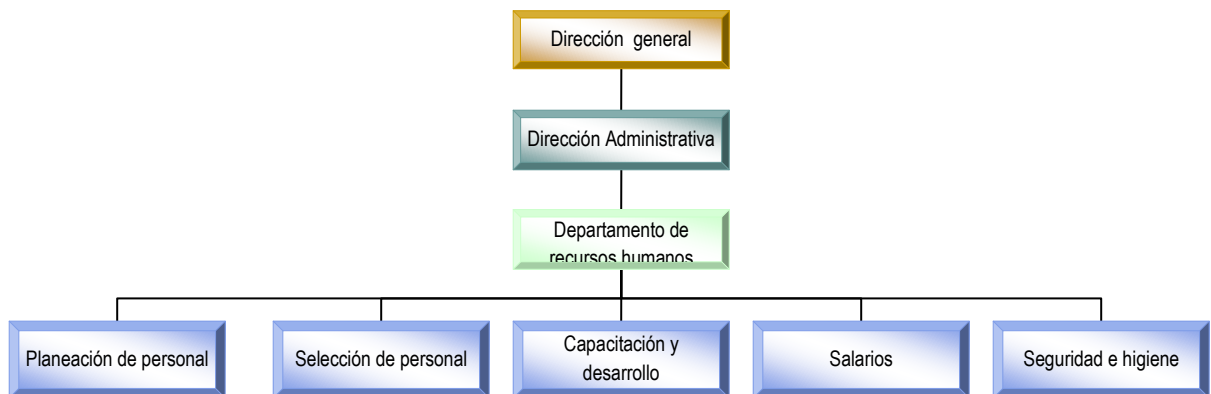 Dirección general
Dirección Administrativa
Departamento de
recursos humanos
Planeación de personal
Selección de personal
Capacitación y
desarrollo
Salarios
Seguridad e higiene